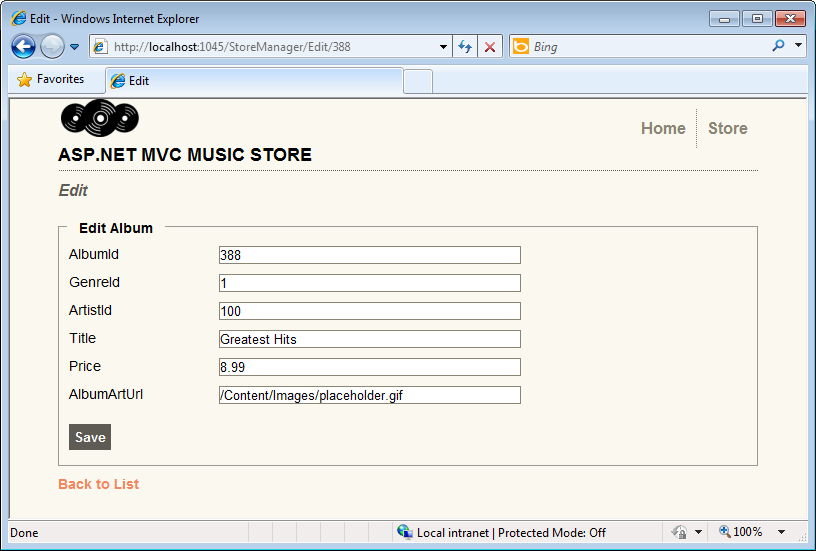 Edit - Windows Internet Explorer
http://localhost:1045/StoreManager/Edit/388
Bing
Favorites
Edit
Home
Store
ASP.NET MVC MUSIC STORE
Edit
Edit Album
AlbumId 388
GenreId 1
ArtistId 100
Title Greatest Hits
Price 8.99
AlbumArtUrl /Content/Images/placeholder.gif
Save
Back to List
Done
Local intranet | Protected Mode: Off
100%